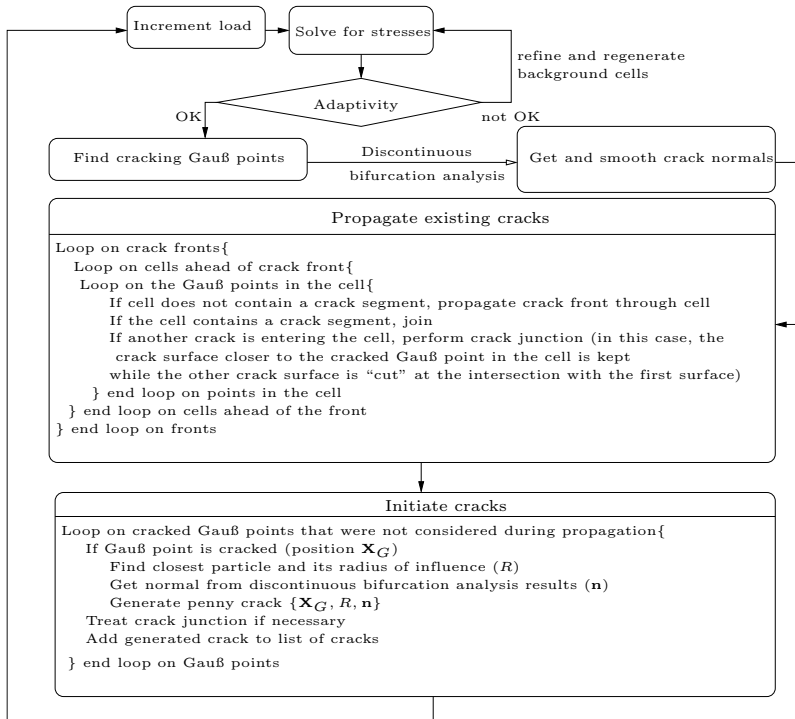 Increment load
Solve for stresses
refine and regenerate
background cells
Adaptivity
OK
not OK
Find cracking Gauß points
Discontinuous
bifurcation analysis
Get and smooth crack normals
Propagate existing cracks
Loop on crack fronts{
Loop on cells ahead of crack front{
Loop on the Gauß points in the cell{
If cell does not contain a crack segment, propagate crack front through cell
If the cell contains a crack segment, join
If another crack is entering the cell, perform crack junction (in this case, the
crack surface closer to the cracked Gauß point in the cell is kept
while the other crack surface is “cut” at the intersection with the first surface)
} end loop on points in the cell
} end loop on cells ahead of the front
} end loop on fronts
Initiate cracks
Loop on cracked Gauß points that were not considered during propagation{
If Gauß point is cracked (position X_G)
Find closest particle and its radius of influence (R)
Get normal from discontinuous bifurcation analysis results (n)
Generate penny crack {X_G, R, n}
Treat crack junction if necessary
Add generated crack to list of cracks
} end loop on Gauß points